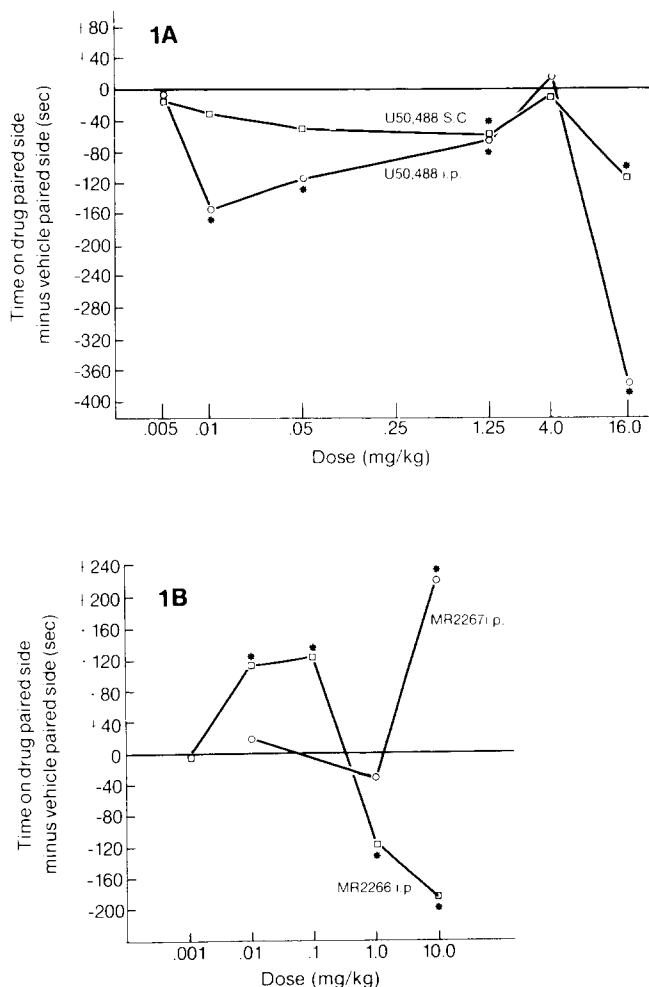 1A
+ 80
+ 40
0
-40
-80
-120
-160
-200
-240
-280
-320
-360
-400
Time on drug paired side
minus vehicle paired side (sec)
U50,488 S.C
U50,488 i.p.
* * * * * *
.005 .01 .05 .25 1.25 4.0 16.0
Dose (mg/kg)
1B
+ 240
+ 200
· 160
· 120
· 80
+ 40
0
-40
-80
-120
-160
-200
Time on drug paired side
minus vehicle paired side (sec)
MR2267 i.p.
MR2266 i.p
* * * * *
.001 .01 .1 1.0 10.0
Dose (mg/kg)